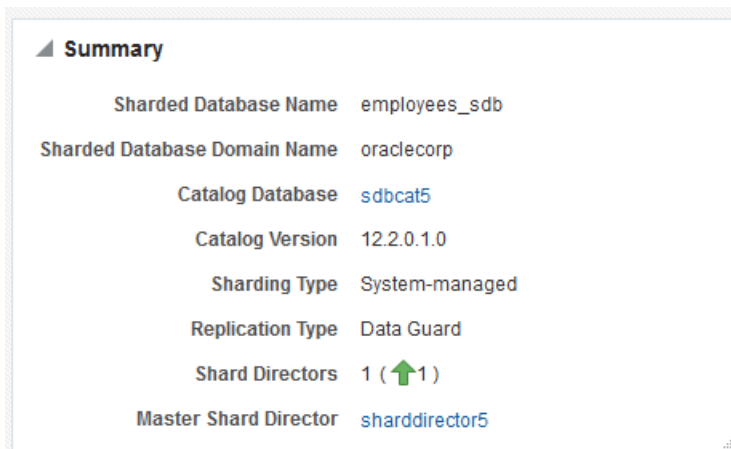 Summary
Sharded Database Name employees_sdb
Sharded Database Domain Name oraclecorp
Catalog Database sdbcat5
Catalog Version 12.2.0.1.0
Sharding Type System-managed
Replication Type Data Guard
Shard Directors 1 ( 1 )
Master Shard Director sharddirector5